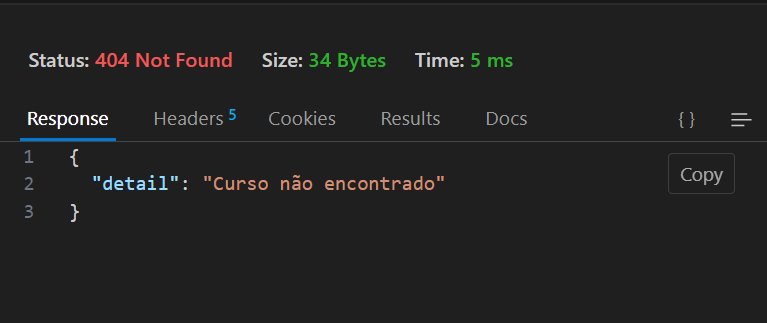 Status: 404 Not Found Size: 34 Bytes Time: 5 ms
Response Headers 5 Cookies Results Docs { }
1 {
Copy
2 "detail": "Curso não encontrado"
3 }